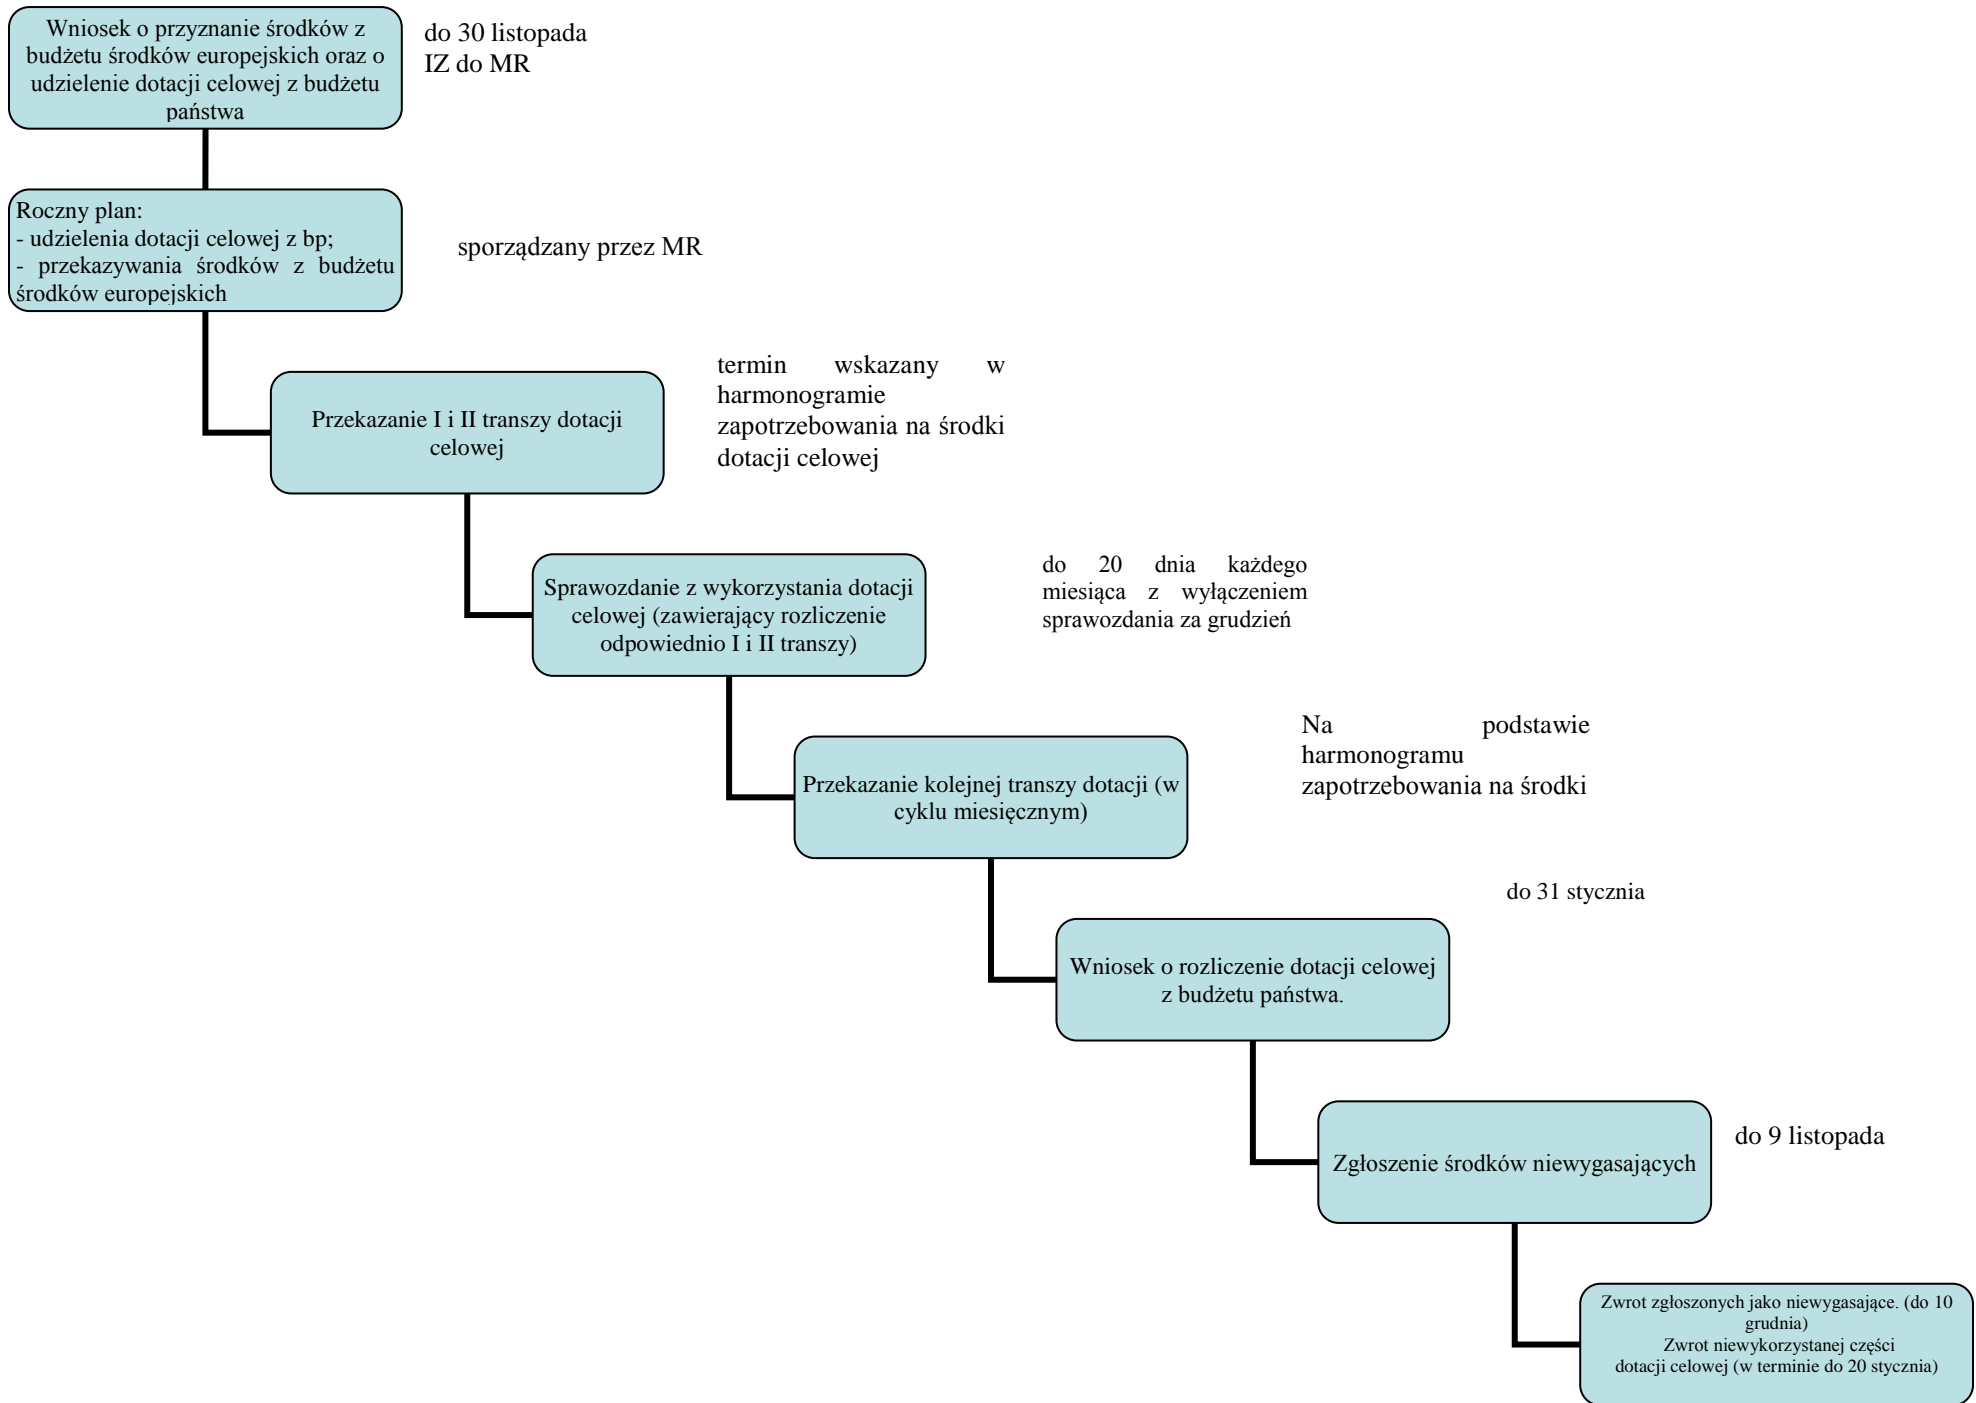 Wniosek o przyznanie środków z
budżetu środków europejskich oraz o
udzielenie dotacji celowej z budżetu
państwa
do 30 listopada
IZ do MR
Roczny plan:
- udzielenia dotacji celowej z bp;
- przekazywania środków z budżetu
środków europejskich
sporządzany przez MR
termin wskazany w
harmonogramie
zapotrzebowania na środki
dotacji celowej
Przekazanie I i II transzy dotacji
celowej
do 20 dnia każdego
miesiąca z wyłączeniem
sprawozdania za grudzień
Sprawozdanie z wykorzystania dotacji
celowej (zawierający rozliczenie
odpowiednio I i II transzy)
Na podstawie
harmonogramu
zapotrzebowania na środki
Przekazanie kolejnej transzy dotacji (w
cyklu miesięcznym)
do 31 stycznia
Wniosek o rozliczenie dotacji celowej
z budżetu państwa.
do 9 listopada
Zgłoszenie środków niewygasających
Zwrot zgłoszonych jako niewygasające. (do 10
grudnia)
Zwrot niewykorzystanej części
dotacji celowej (w terminie do 20 stycznia)